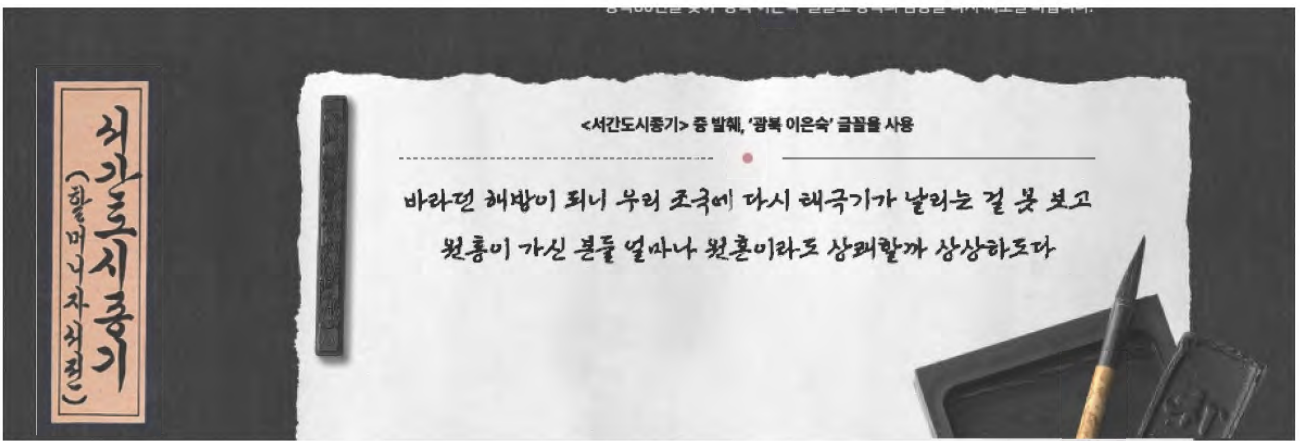 서간도시종기
(할머니자서전)
<서간도시종기> 중 발췌, ‘광복 이은숙’ 글꼴을 사용
바라던 해방이 되니 우리 조국에 다시 태극기가 날리는 걸 못 보고
원통이 가신 분들 얼마나 원혼이라도 상쾌할까 상상하도다